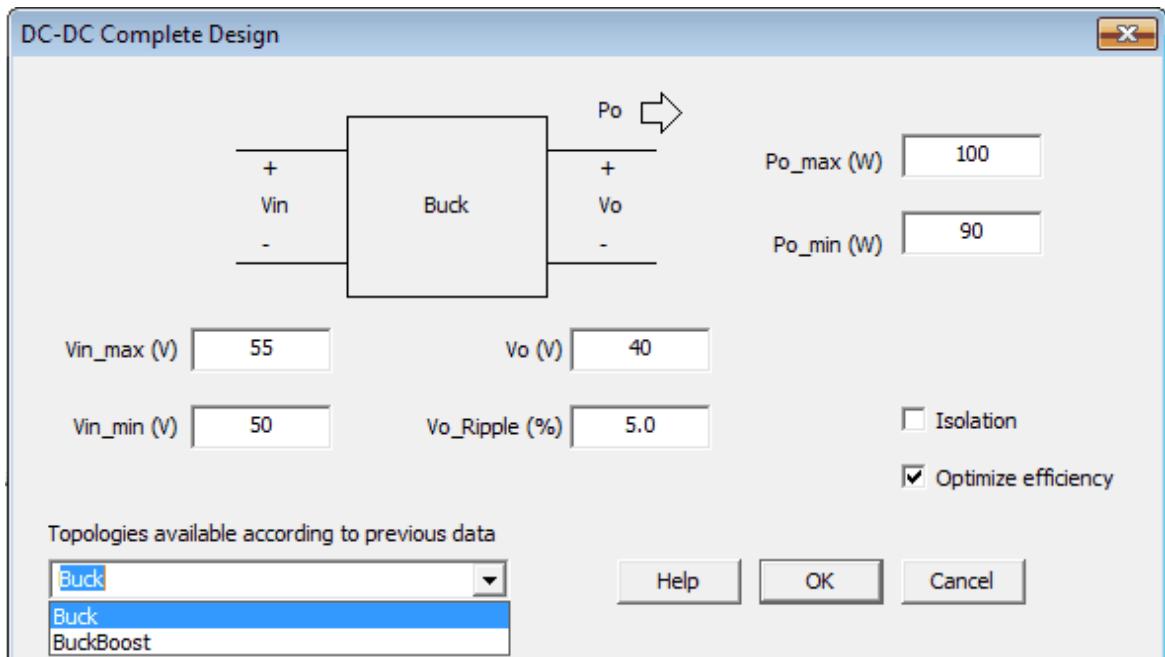 DC-DC Complete Design
Po
Po_max (W) 100
+ +
Vin Buck Vo
- -
Po_min (W) 90
Vin_max (V) 55 Vo (V) 40
Vin_min (V) 50 Vo_Ripple (%) 5.0
Isolation
Optimize efficiency
Topologies available according to previous data
Buck Help OK Cancel
Buck
BuckBoost